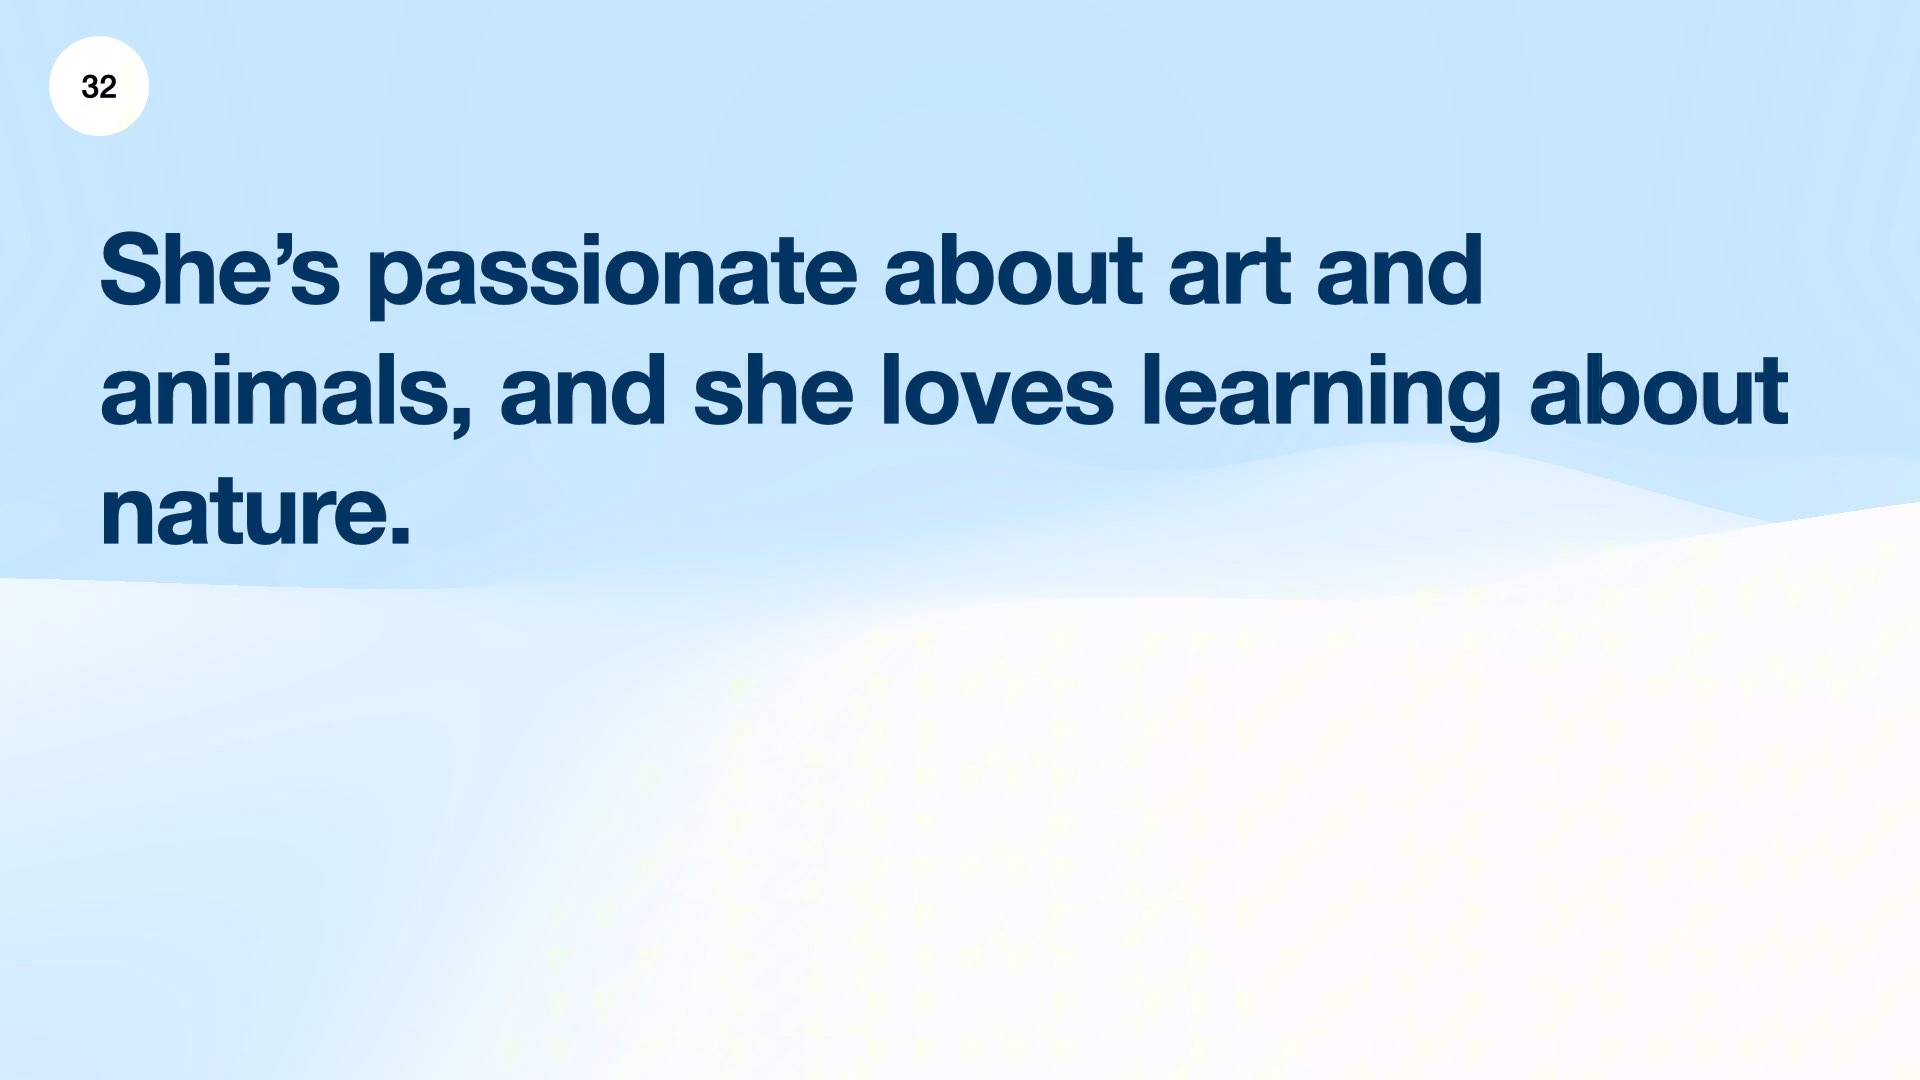 32
She’s passionate about art and
animals, and she loves learning about
nature.